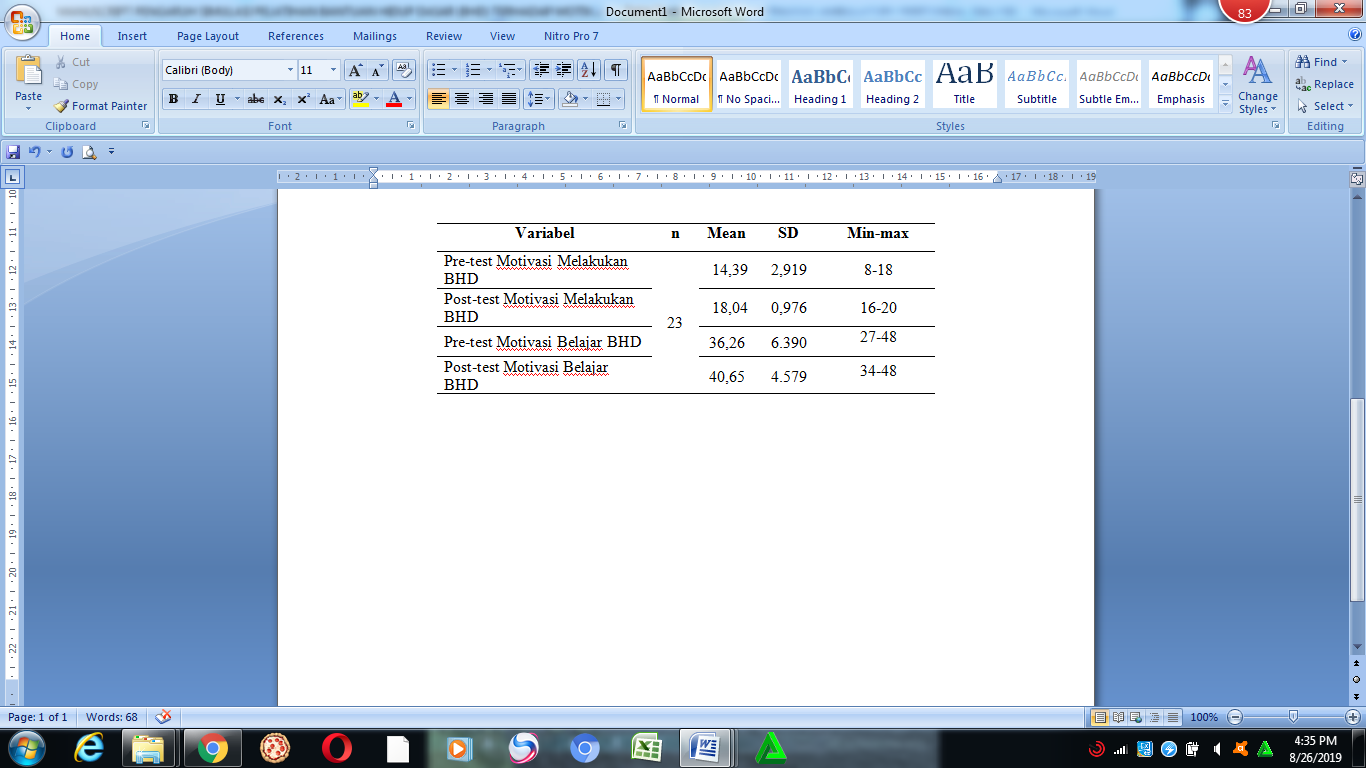 Document1 - Microsoft Word
83
Home Insert Page Layout References Mailings Review View Nitro Pro 7
Paste
Cut
Copy
Format Painter
Clipboard
Calibri (Body) 11
Font
Paragraph
AaBbCcDc AaBbCcDc AaBbCc AaBbCc AaB AaBbCc. AaBbCcDc AaBbCcDc
¶ Normal ¶ No Spaci... Heading 1 Heading 2 Title Subtitle Subtle Em... Emphasis
Change Styles
Styles
Find
Replace
Select
Editing
Variabel n Mean SD Min-max
Pre-test Motivasi Melakukan
BHD 14,39 2,919 8-18
Post-test Motivasi Melakukan
BHD 18,04 0,976 16-20
23
Pre-test Motivasi Belajar BHD 36,26 6.390 27-48
Post-test Motivasi Belajar
BHD 40,65 4.579 34-48
Page: 1 of 1 Words: 68 100%
4:35 PM
8/26/2019